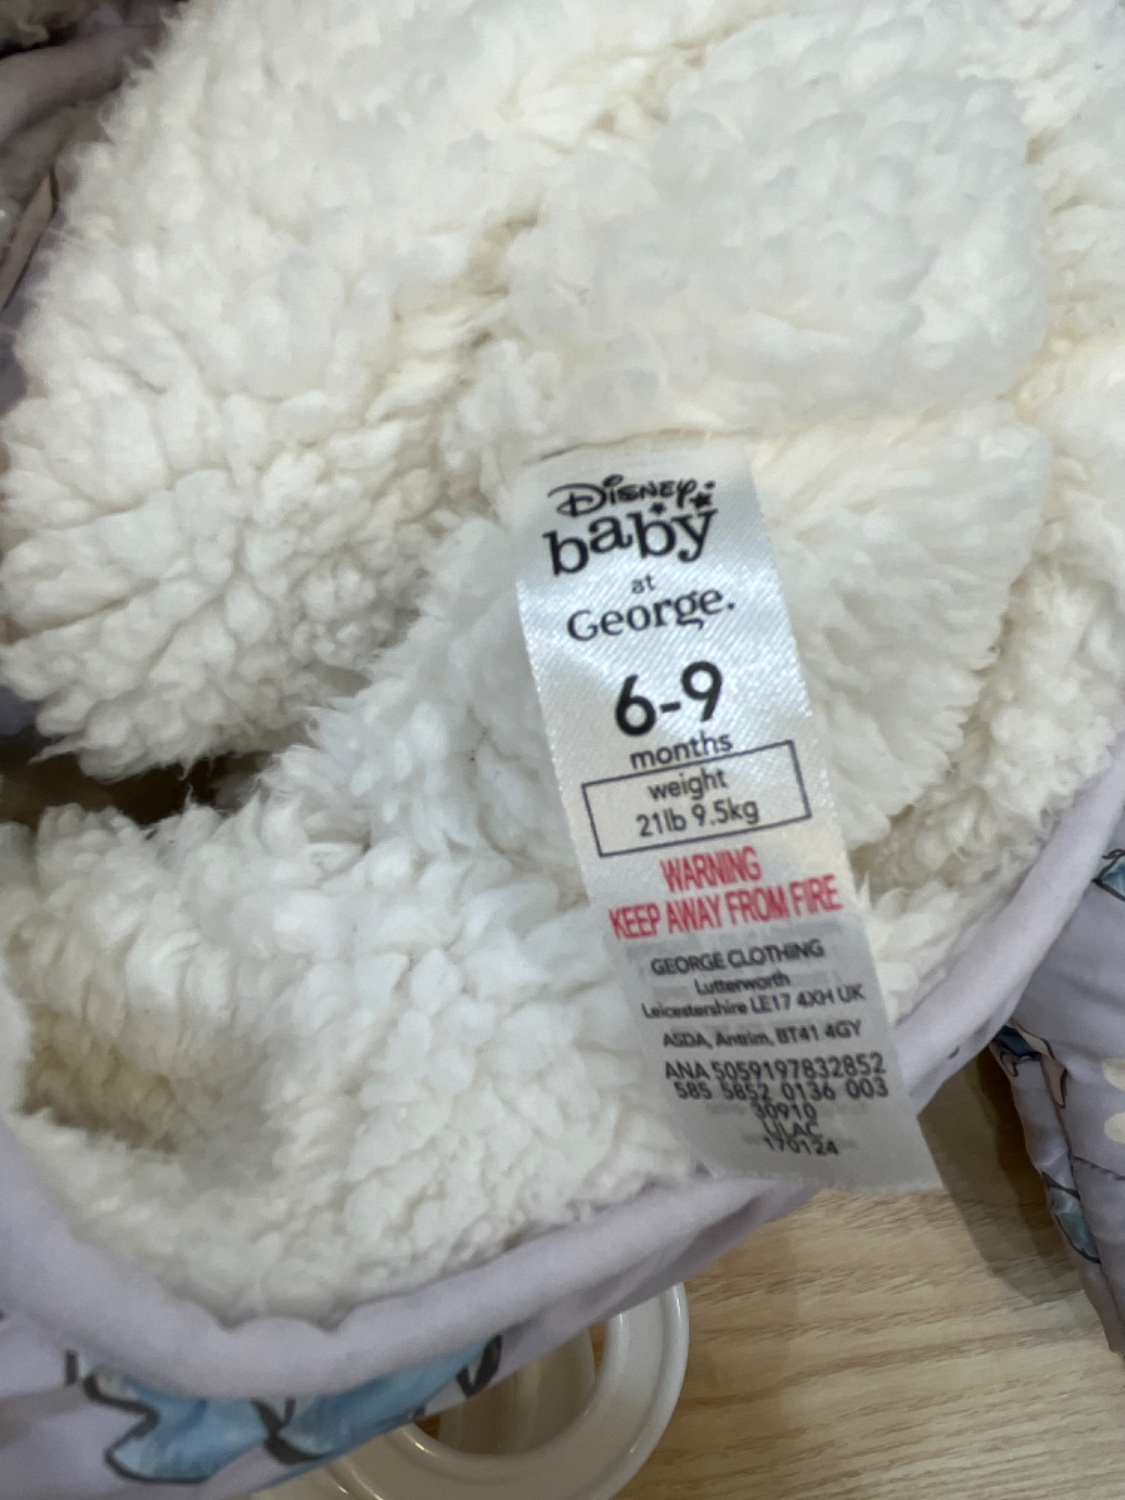 Disney
baby
at
George.
6-9
months
weight
21lb 9.5kg
WARNING
KEEP AWAY FROM FIRE
GEORGE CLOTHING
Lutterworth
Leicestershire LE17 4XH UK
ASDA, Antrim, BT41 4GY
ANA 5059197832852
585 5852 0136 003
30910
LILAC
170124